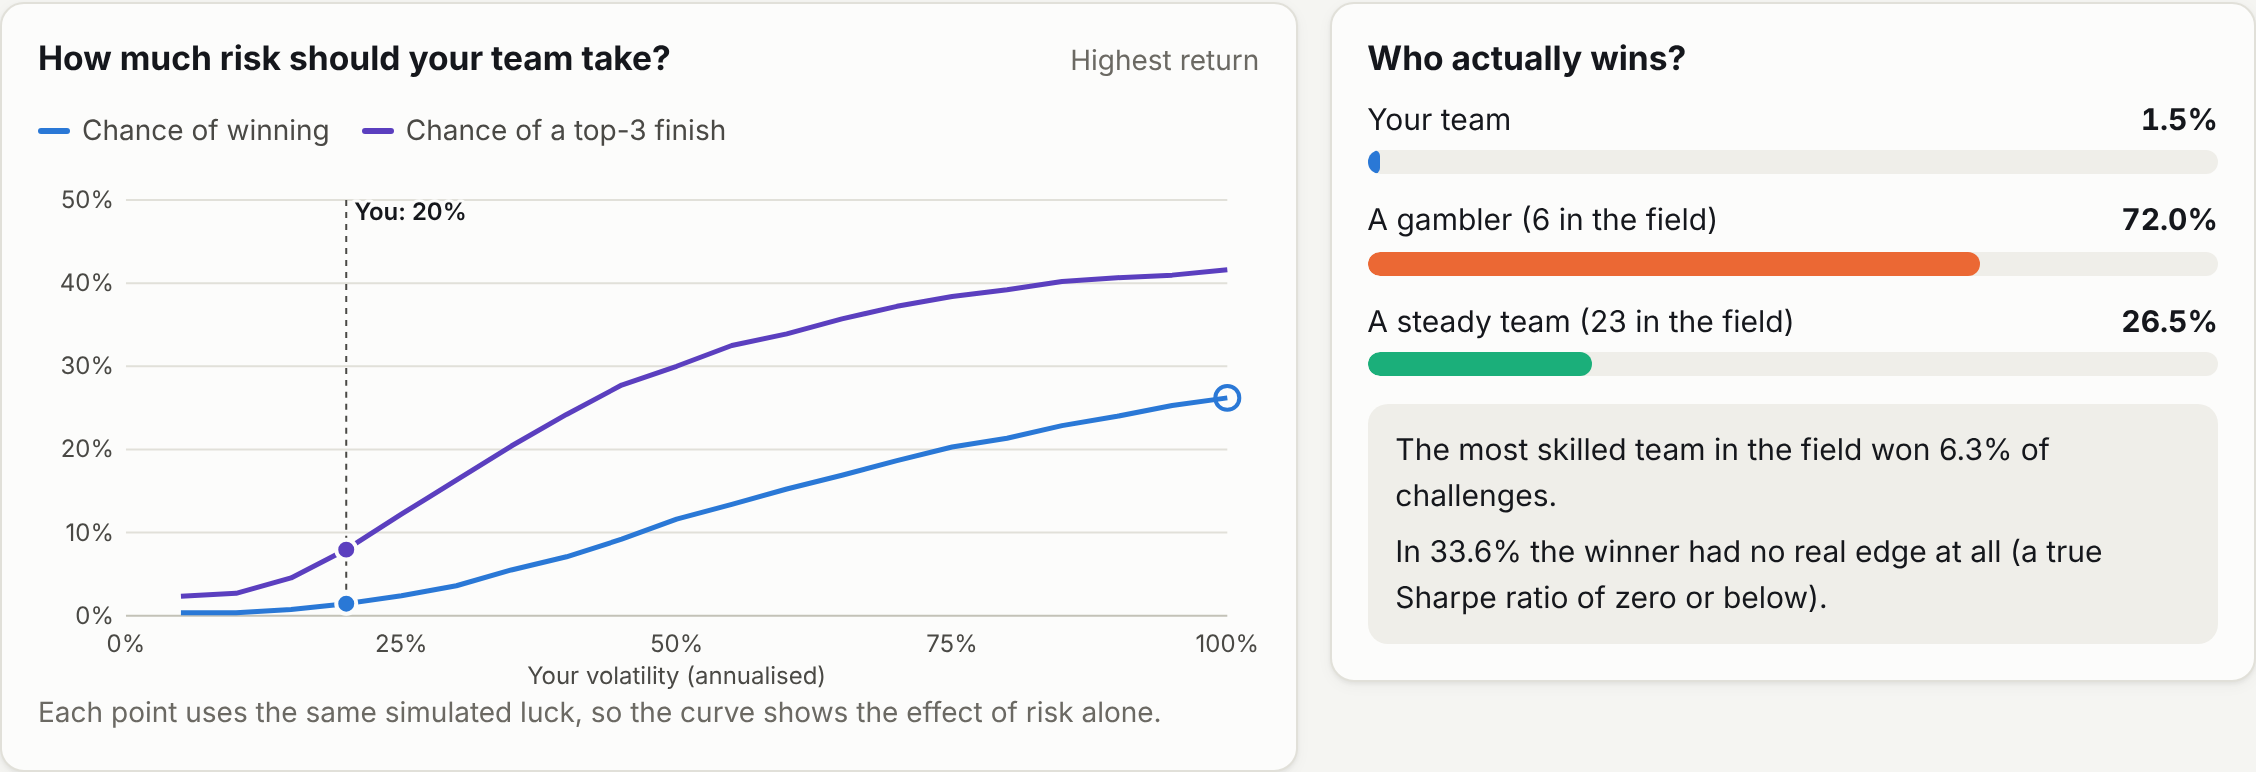 How much risk should your team take?
Highest return
Chance of winning
Chance of a top-3 finish
50%
You: 20%
40%
30%
20%
10%
0%
0%
25%
50%
75%
100%
Your volatility (annualised)
Each point uses the same simulated luck, so the curve shows the effect of risk alone.
Who actually wins?
Your team
1.5%
A gambler (6 in the field)
72.0%
A steady team (23 in the field)
26.5%
The most skilled team in the field won 6.3% of
challenges.
In 33.6% the winner had no real edge at all (a true
Sharpe ratio of zero or below).